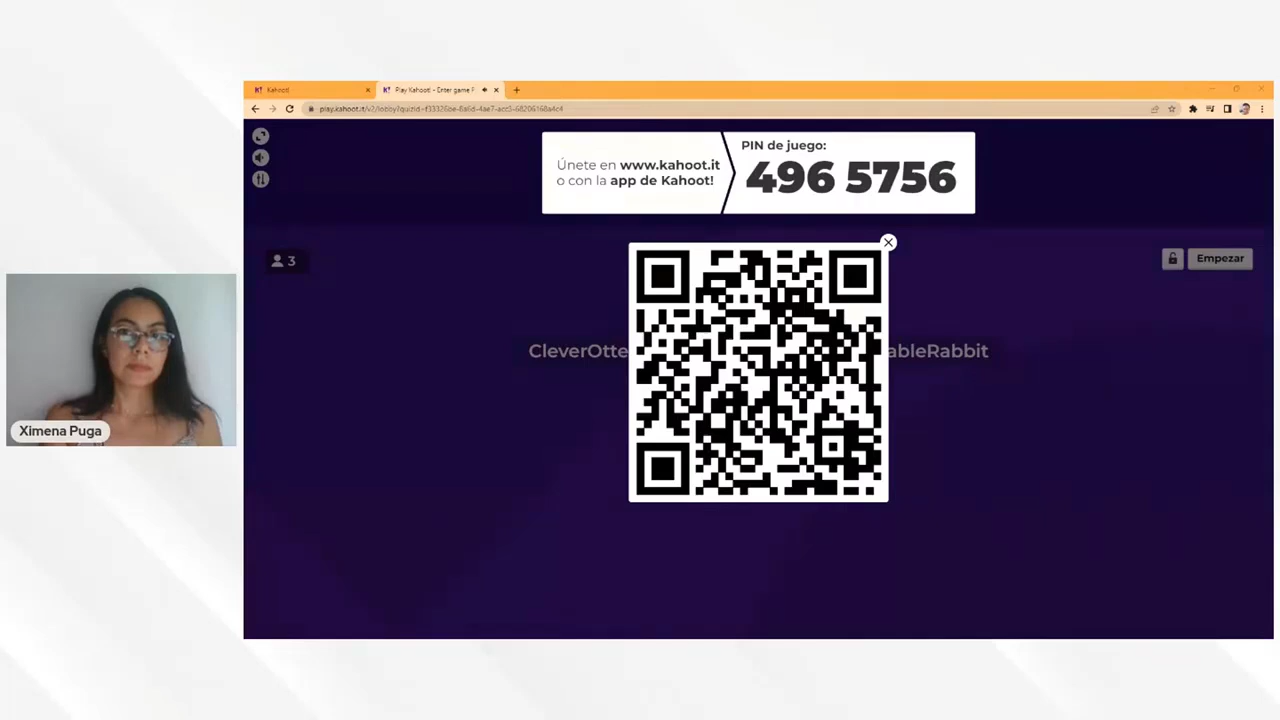 Kahoot!
Play Kahoot! - Enter game P
Únete en www.kahoot.it
o con la app de Kahoot!
PIN de juego:
496 5756
3
Empezar
CleverOtte
ableRabbit
Ximena Puga